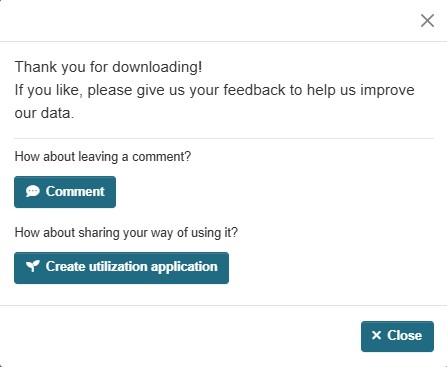 Thank you for downloading!
If you like, please give us your feedback to help us improve
our data.
How about leaving a comment?
Comment
How about sharing your way of using it?
Create utilization application
Close